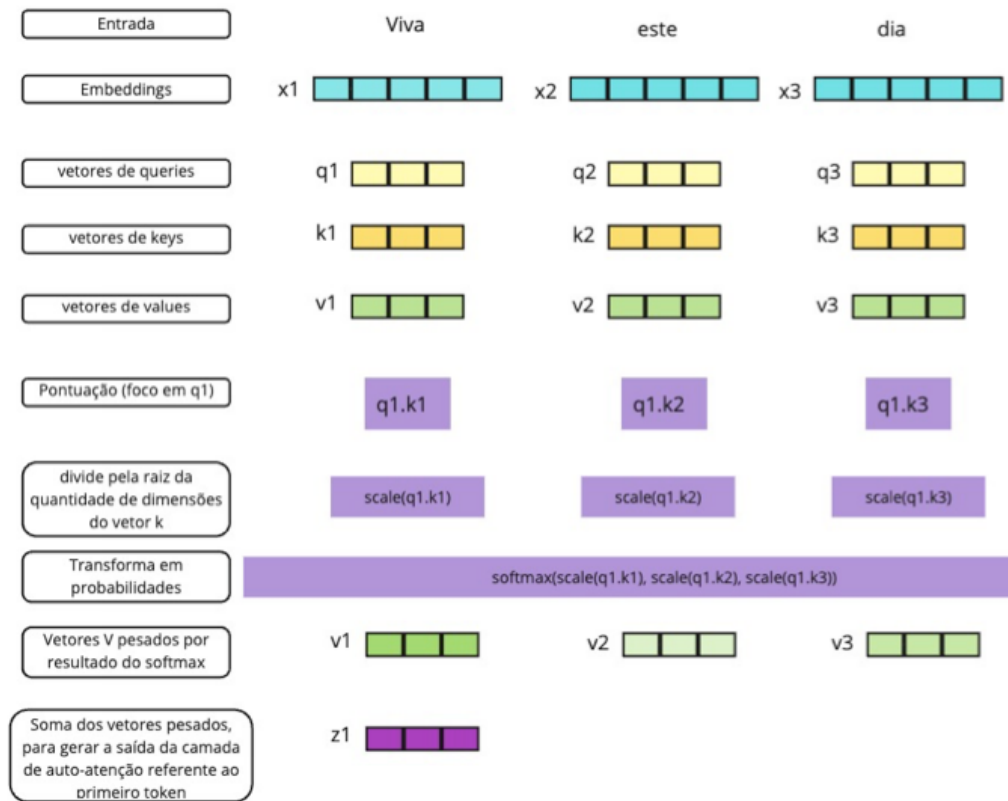 Entrada
Viva
este
dia
Embeddings
x1
x2
x3
vetores de queries
q1
q2
q3
vetores de keys
k1
k2
k3
vetores de values
v1
v2
v3
Pontuação (foco em q1)
q1.k1
q1.k2
q1.k3
divide pela raiz da
quantidade de dimensões
do vetor k
scale(q1.k1)
scale(q1.k2)
scale(q1.k3)
Transforma em
probabilidades
softmax(scale(q1.k1), scale(q1.k2), scale(q1.k3))
Vetores V pesados por
resultado do softmax
v1
v2
v3
Soma dos vetores pesados,
para gerar a saída da camada
de auto-atenção referente ao
primeiro token
z1